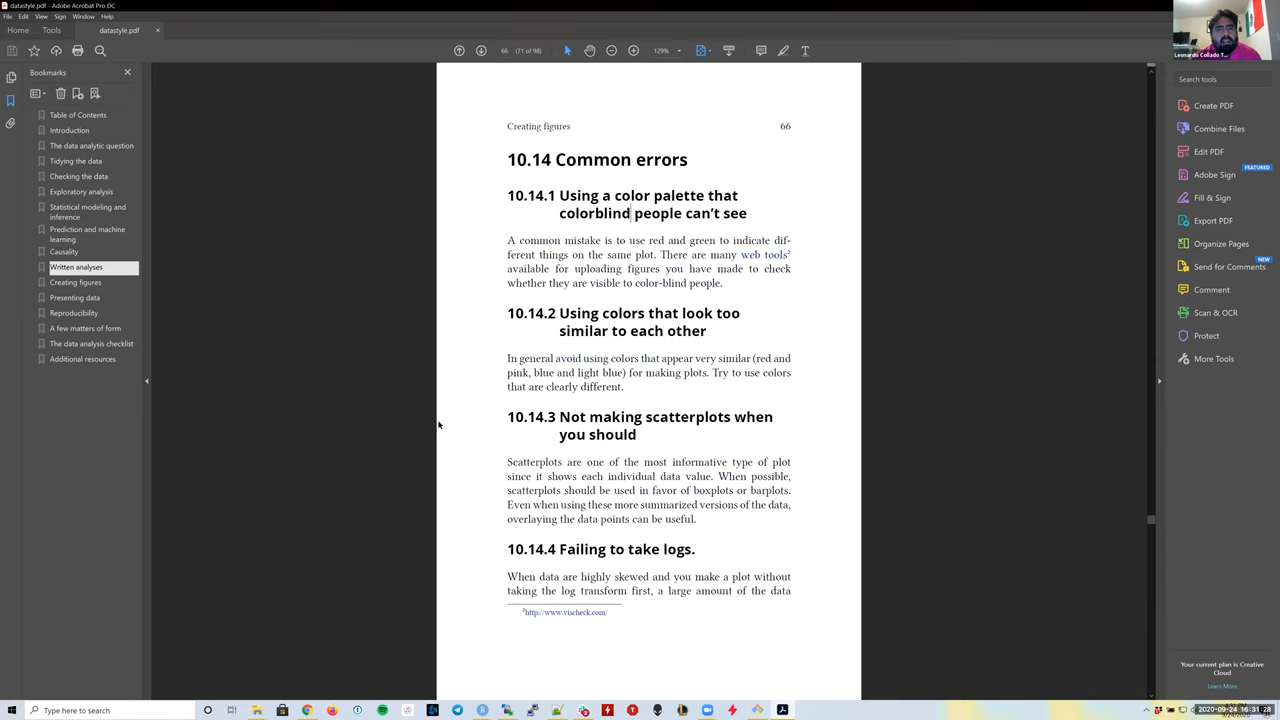 datastyle.pdf - Adobe Acrobat Pro DC
File Edit View Sign Window Help
Home Tools datastyle.pdf ×
66 (71 of 98) 129%
Bookmarks
Table of Contents
Introduction
The data analytic question
Tidying the data
Checking the data
Exploratory analysis
Statistical modeling and
inference
Prediction and machine
learning
Causality
Written analyses
Creating figures
Presenting data
Reproducibility
A few matters of form
The data analysis checklist
Additional resources
Creating figures 66
10.14 Common errors
10.14.1 Using a color palette that
colorblind people can't see
A common mistake is to use red and green to indicate dif-
ferent things on the same plot. There are many web tools²
available for uploading figures you have made to check
whether they are visible to color-blind people.
10.14.2 Using colors that look too
similar to each other
In general avoid using colors that appear very similar (red and
pink, blue and light blue) for making plots. Try to use colors
that are clearly different.
10.14.3 Not making scatterplots when
you should
Scatterplots are one of the most informative type of plot
since it shows each individual data value. When possible,
scatterplots should be used in favor of boxplots or barplots.
Even when using these more summarized versions of the data,
overlaying the data points can be useful.
10.14.4 Failing to take logs.
When data are highly skewed and you make a plot without
taking the log transform first, a large amount of the data
²http://www.vischeck.com/
Leonardo Collado T...
Search tools
Create PDF
Combine Files
Edit PDF
FEATURED
Adobe Sign
Fill & Sign
Export PDF
Organize Pages
NEW
Send for Comments
Comment
Scan & OCR
Protect
More Tools
Your current plan is Creative
Cloud
Learn More
Type here to search
2020-09-24 16:31:28